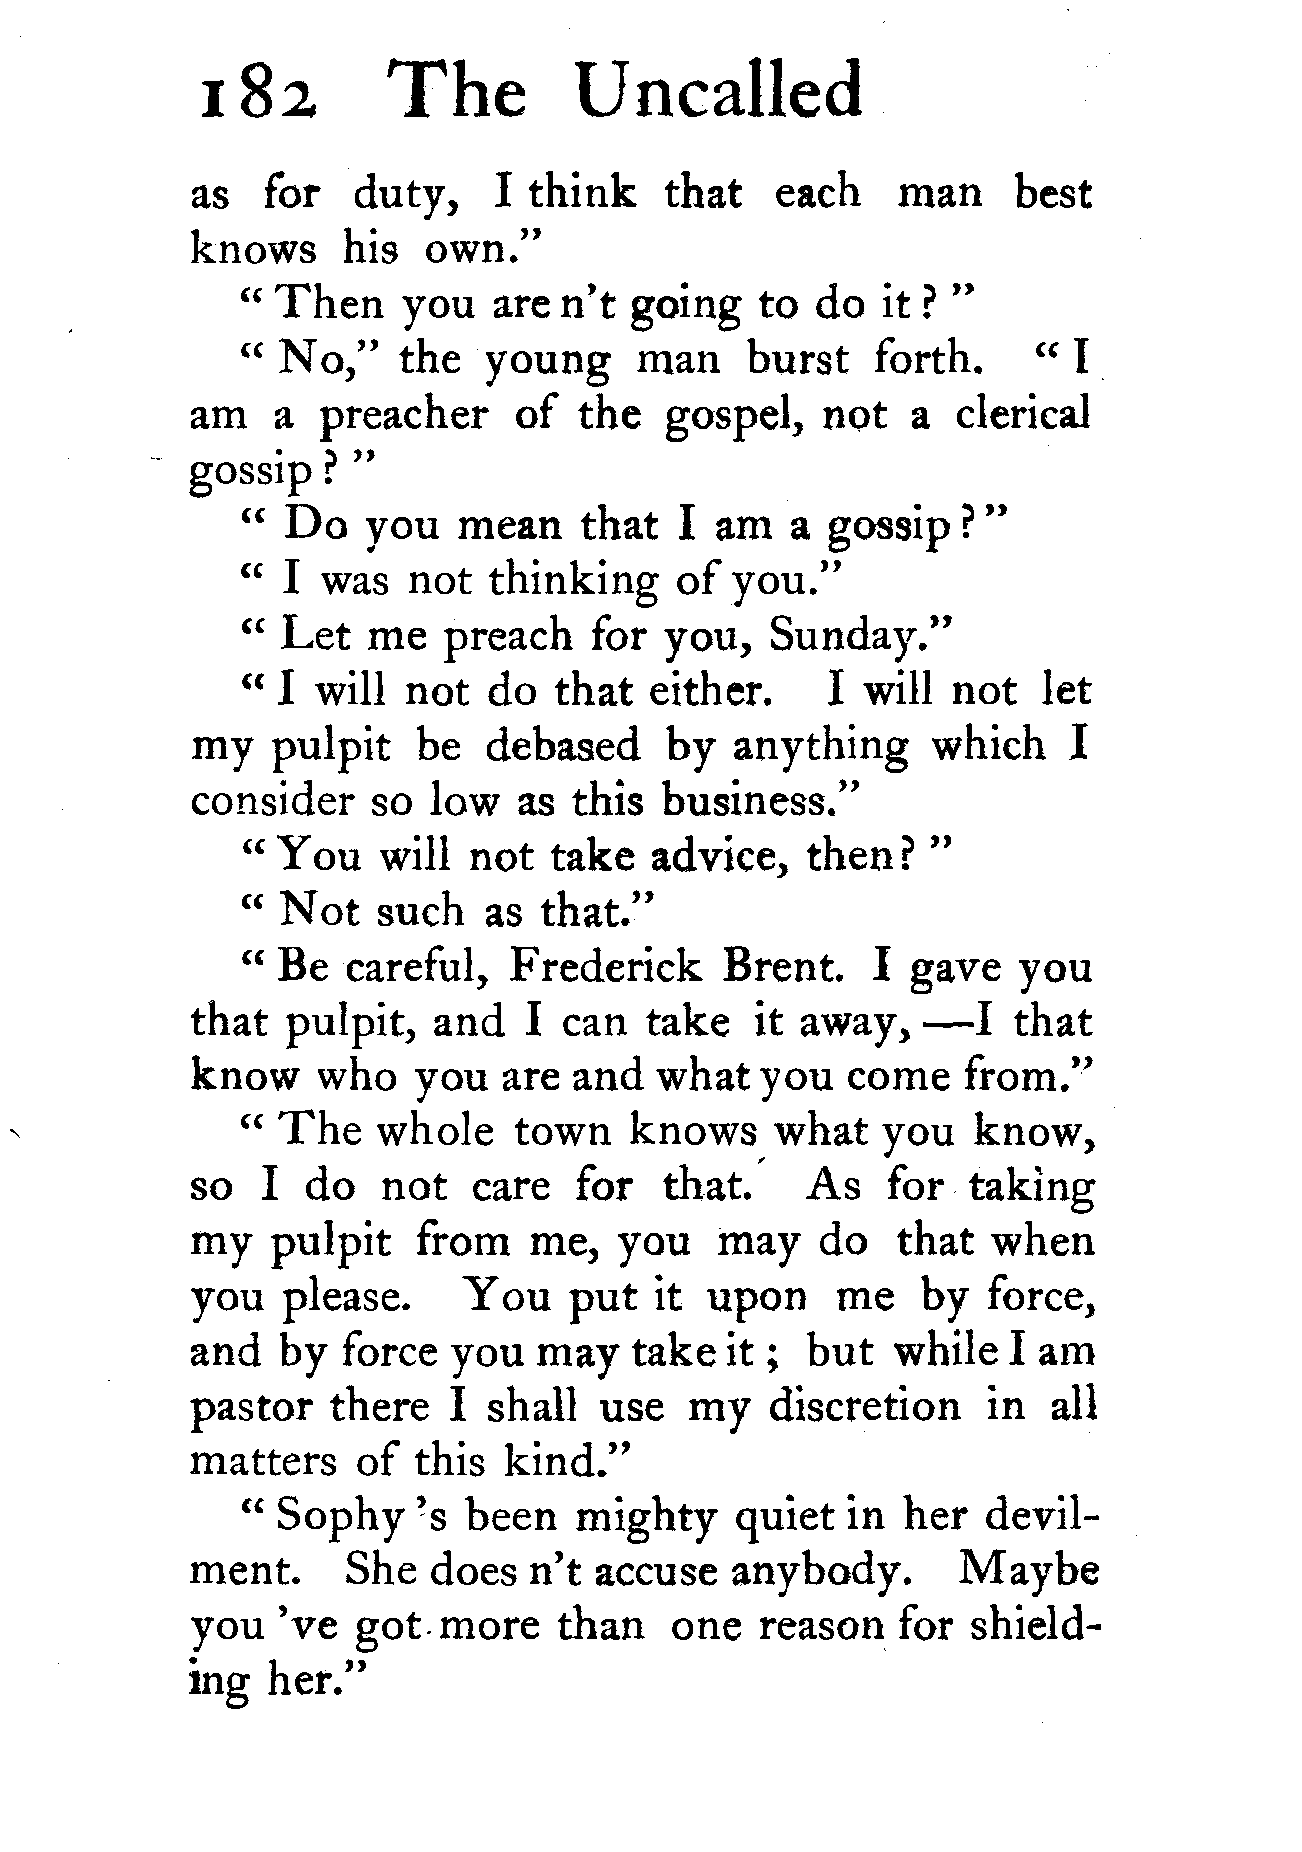 182 The Uncalled
as for duty, I think that each man best
knows his own."
"Then you are n't going to do it?"
"No," the young man burst forth. "I
am a preacher of the gospel, not a clerical
gossip?"
"Do you mean that I am a gossip?"
"I was not thinking of you."
"Let me preach for you, Sunday."
"I will not do that either. I will not let
my pulpit be debased by anything which I
consider so low as this business."
"You will not take advice, then?"
"Not such as that."
"Be careful, Frederick Brent. I gave you
that pulpit, and I can take it away,—I that
know who you are and what you come from."
"The whole town knows what you know,
so I do not care for that. As for taking
my pulpit from me, you may do that when
you please. You put it upon me by force,
and by force you may take it; but while I am
pastor there I shall use my discretion in all
matters of this kind."
"Sophy 's been mighty quiet in her devil-
ment. She does n't accuse anybody. Maybe
you 've got more than one reason for shield-
ing her."